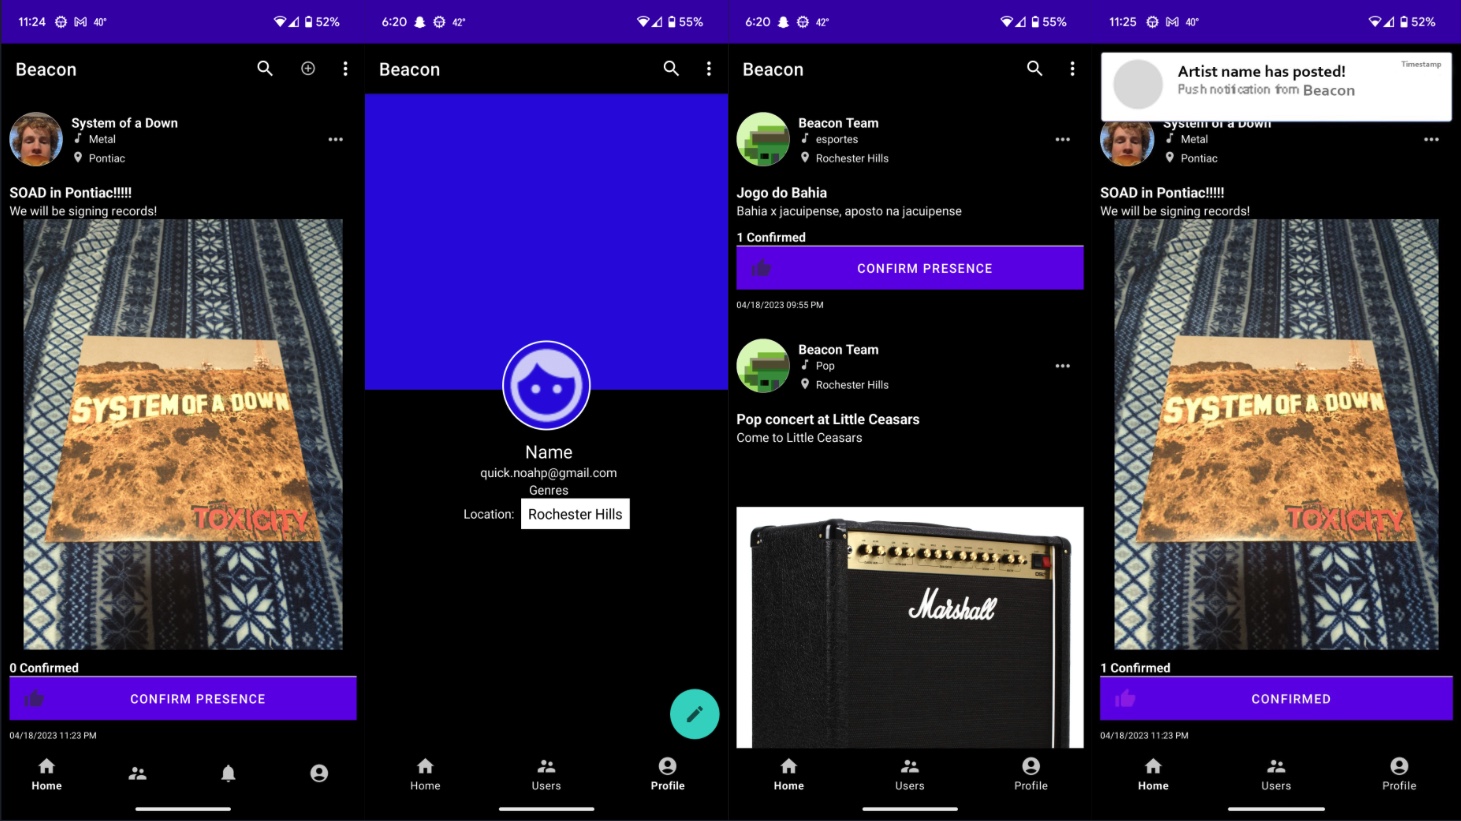 11:24 40° 52%
Beacon
System of a Down
Metal
Pontiac
SOAD in Pontiac!!!!!
We will be signing records!
SYSTEM OF A DOWN
TOXICITY
0 Confirmed
CONFIRM PRESENCE
04/18/2023 11:23 PM
Home
6:20 42° 55%
Beacon
Name
quick.noahp@gmail.com
Genres
Location: Rochester Hills
Home Users Profile
6:20 42° 55%
Beacon
Beacon Team
esportes
Rochester Hills
Jogo do Bahia
Bahia x jacuipense, aposto na jacuipense
1 Confirmed
CONFIRM PRESENCE
04/18/2023 09:55 PM
Beacon Team
Pop
Rochester Hills
Pop concert at Little Ceasars
Come to Little Ceasars
Marshall
Home Users Profile
11:25 40° 52%
Artist name has posted! Timestamp
Push notification from Beacon
System of a Down
Metal
Pontiac
SOAD in Pontiac!!!!!
We will be signing records!
SYSTEM OF A DOWN
TOXICITY
1 Confirmed
CONFIRMED
04/18/2023 11:23 PM
Home Users Profile